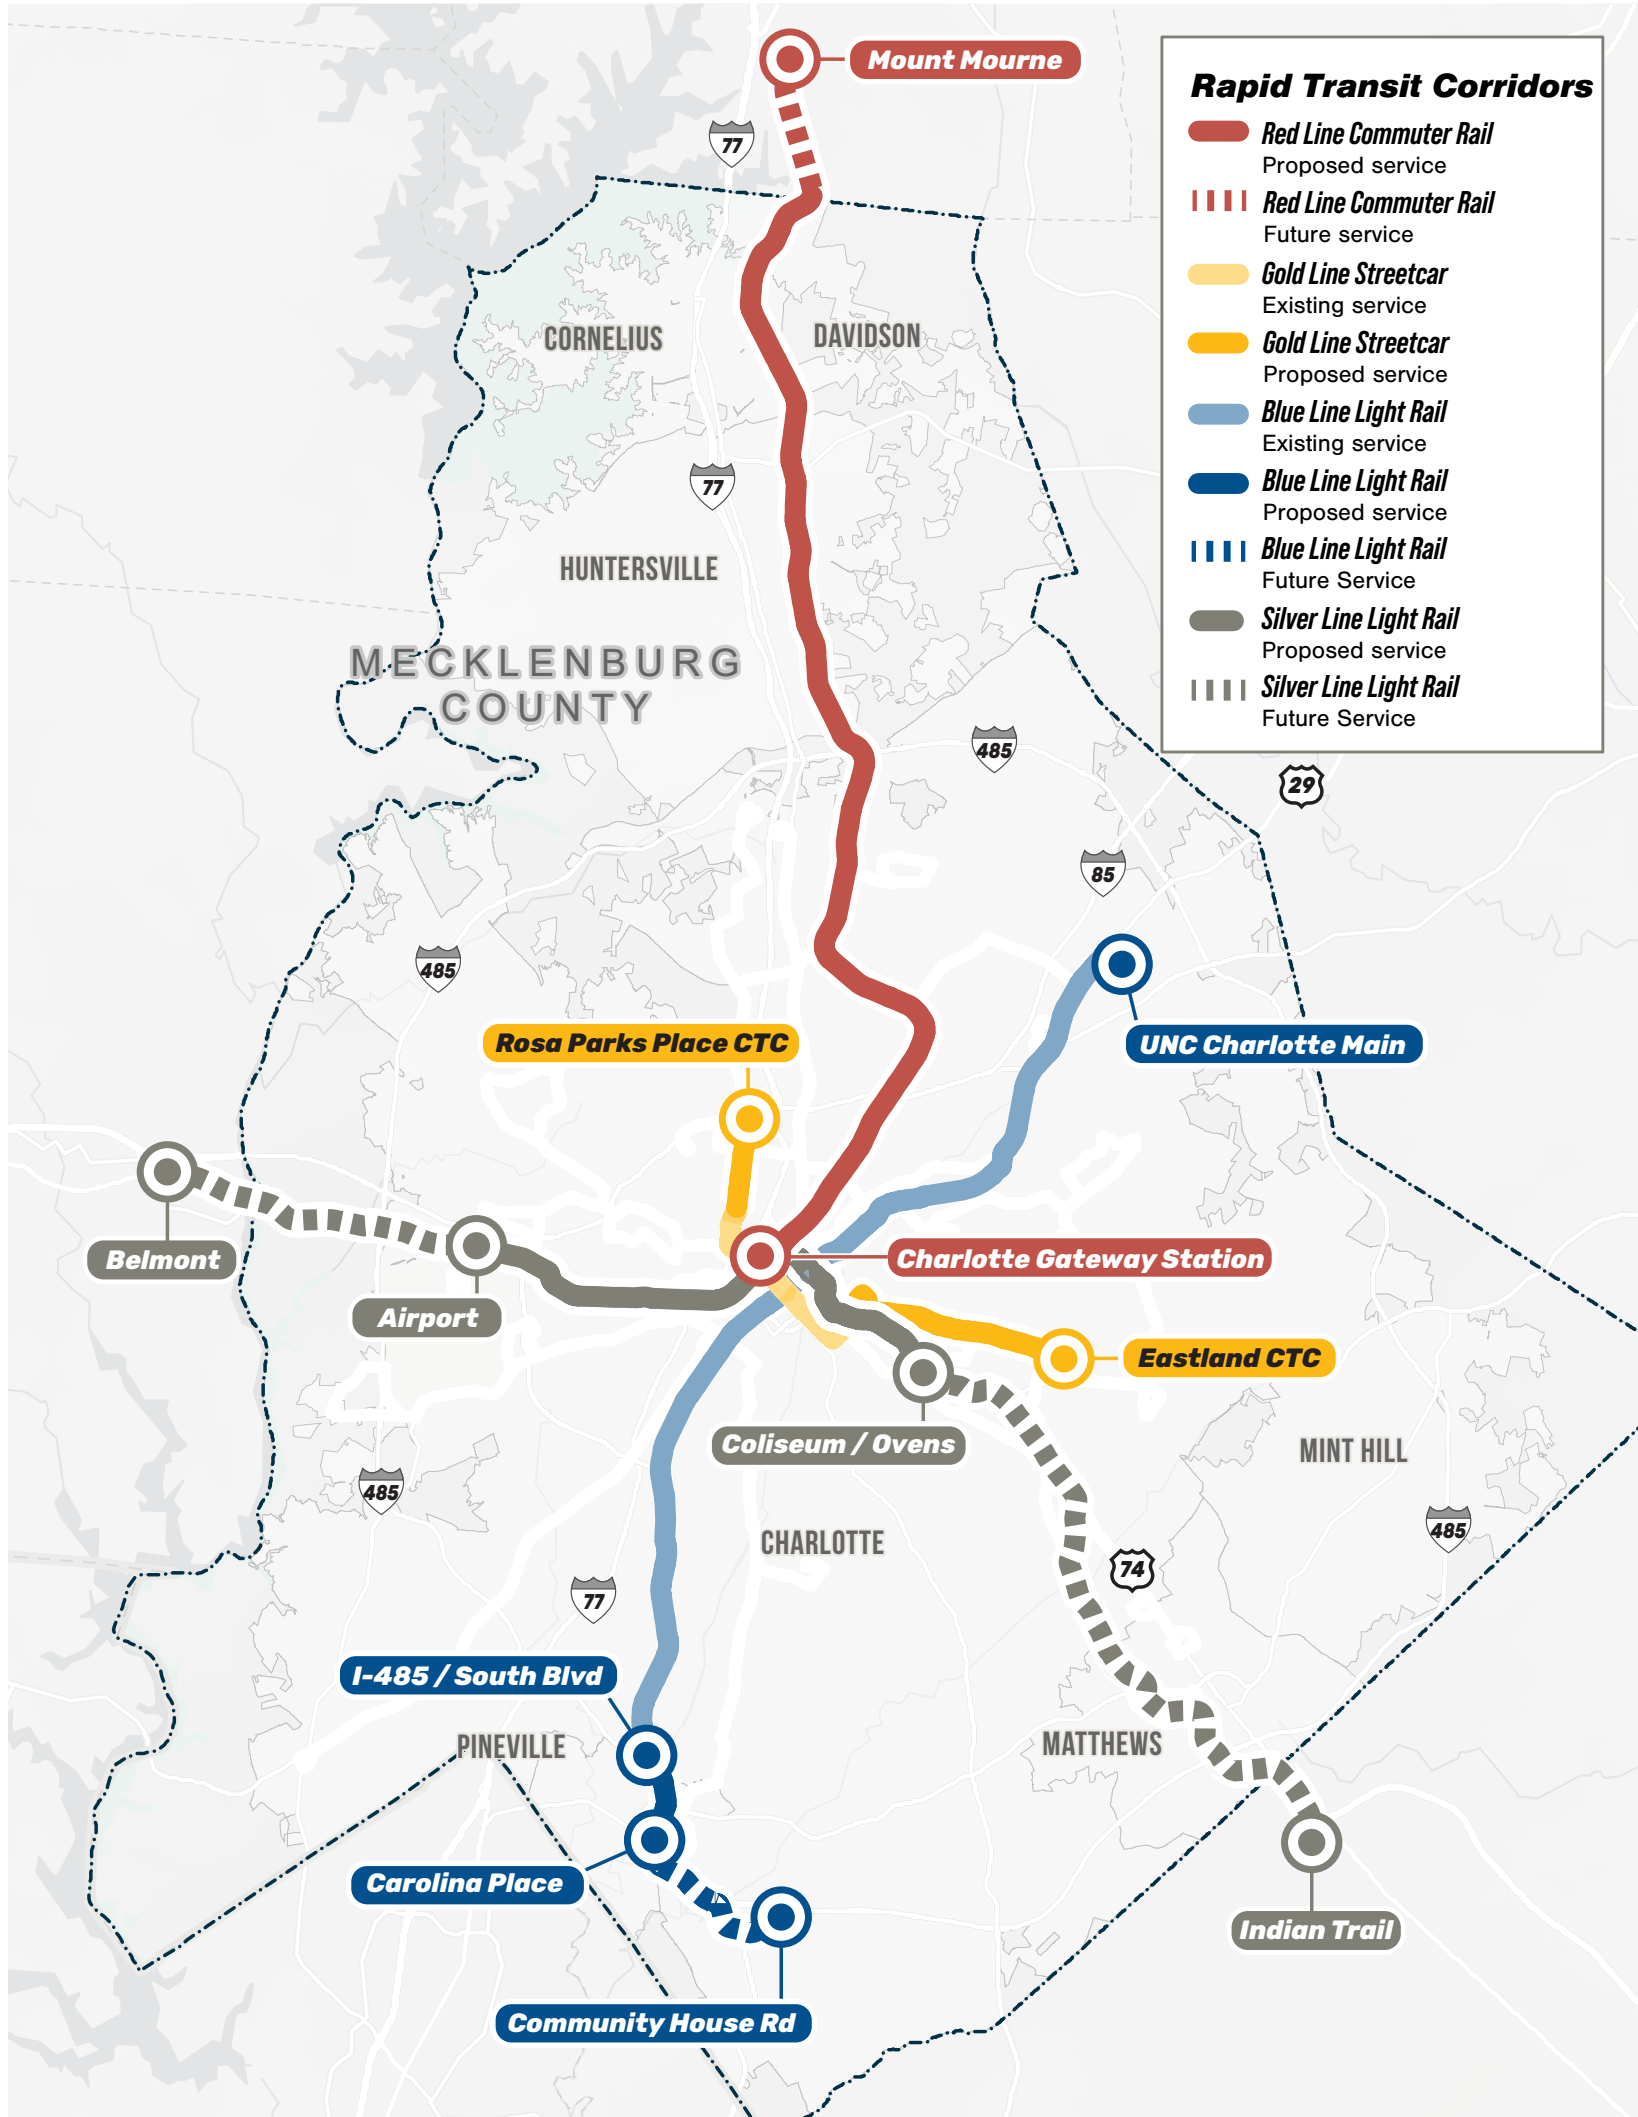 Mount Mourne
77
Rapid Transit Corridors
Red Line Commuter Rail
Proposed service
Red Line Commuter Rail
Future service
Gold Line Streetcar
Existing service
Gold Line Streetcar
Proposed service
Blue Line Light Rail
Existing service
Blue Line Light Rail
Proposed service
Blue Line Light Rail
Future Service
Silver Line Light Rail
Proposed service
Silver Line Light Rail
Future Service
CORNELIUS
DAVIDSON
77
HUNTERSVILLE
MECKLENBURG
COUNTY
485
29
85
485
Rosa Parks Place CTC
UNC Charlotte Main
Belmont
Charlotte Gateway Station
Airport
Eastland CTC
Coliseum / Ovens
MINT HILL
485
485
CHARLOTTE
74
77
I-485 / South Blvd
PINEVILLE
MATTHEWS
Carolina Place
Indian Trail
Community House Rd